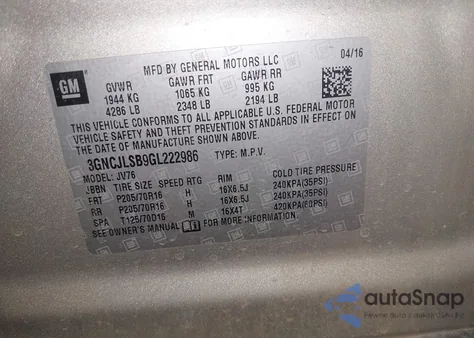 GM
MFD BY GENERAL MOTORS LLC
04/16
GVWR GAWR FRT GAWR RR
1944 KG 1065 KG 995 KG
4286 LB 2348 LB 2194 LB
THIS VEHICLE CONFORMS TO ALL APPLICABLE U.S. FEDERAL MOTOR
VEHICLE SAFETY AND THEFT PREVENTION STANDARDS IN EFFECT ON
THE DATE OF MANUFACTURE SHOWN ABOVE.
3GNCJLSB9GL222986 TYPE: M.P.V.
MODEL: JV76
JBBN TIRE SIZE SPEED RTG RIM COLD TIRE PRESSURE
FRT P205/70R16 H 16X6.5J 240KPA(35PSI)
RR P205/70R16 H 16X6.5J 240KPA(35PSI)
SPA T125/70D16 M 16X4T 420KPA(60PSI)
SEE OWNER'S MANUAL FOR MORE INFORMATION
autoSnap